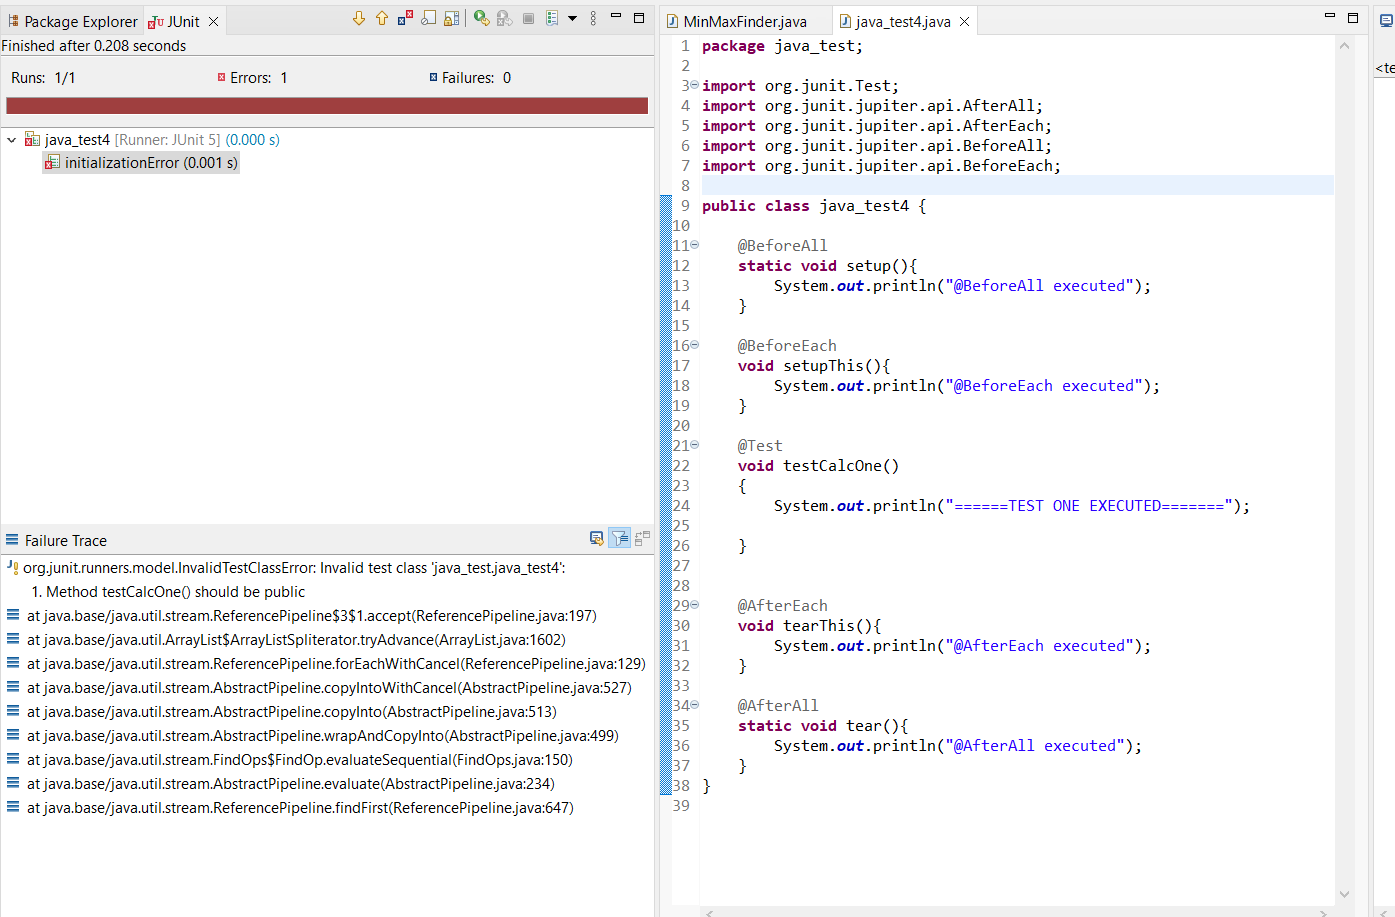 Package Explorer
JUnit
Finished after 0.208 seconds
Runs: 1/1
Errors: 1
Failures: 0
java_test4 [Runner: JUnit 5] (0.000 s)
initializationError (0.001 s)
Failure Trace
org.junit.runners.model.InvalidTestClassError: Invalid test class 'java_test.java_test4':
1. Method testCalcOne() should be public
at java.base/java.util.stream.ReferencePipeline$3$1.accept(ReferencePipeline.java:197)
at java.base/java.util.ArrayList$ArrayListSpliterator.tryAdvance(ArrayList.java:1602)
at java.base/java.util.stream.ReferencePipeline.forEachWithCancel(ReferencePipeline.java:129)
at java.base/java.util.stream.AbstractPipeline.copyIntoWithCancel(AbstractPipeline.java:527)
at java.base/java.util.stream.AbstractPipeline.copyInto(AbstractPipeline.java:513)
at java.base/java.util.stream.AbstractPipeline.wrapAndCopyInto(AbstractPipeline.java:499)
at java.base/java.util.stream.FindOps$FindOp.evaluateSequential(FindOps.java:150)
at java.base/java.util.stream.AbstractPipeline.evaluate(AbstractPipeline.java:234)
at java.base/java.util.stream.ReferencePipeline.findFirst(ReferencePipeline.java:647)
MinMaxFinder.java
java_test4.java
1 package java_test;
2
3 import org.junit.Test;
4 import org.junit.jupiter.api.AfterAll;
5 import org.junit.jupiter.api.AfterEach;
6 import org.junit.jupiter.api.BeforeAll;
7 import org.junit.jupiter.api.BeforeEach;
8
9 public class java_test4 {
10
11 @BeforeAll
12 static void setup(){
13 System.out.println("@BeforeAll executed");
14 }
15
16 @BeforeEach
17 void setupThis(){
18 System.out.println("@BeforeEach executed");
19 }
20
21 @Test
22 void testCalcOne()
23 {
24 System.out.println("======TEST ONE EXECUTED=======");
25
26 }
27
28
29 @AfterEach
30 void tearThis(){
31 System.out.println("@AfterEach executed");
32 }
33
34 @AfterAll
35 static void tear(){
36 System.out.println("@AfterAll executed");
37 }
38 }
39
<te